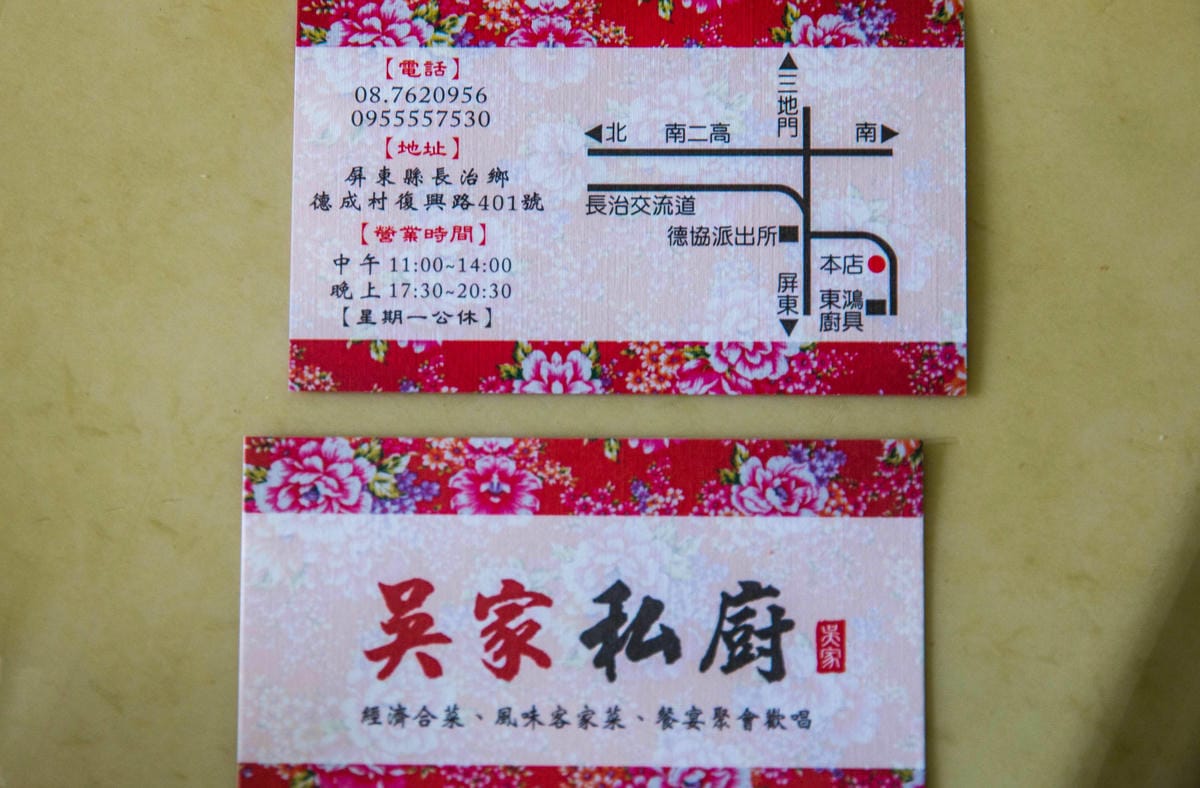 【電話】
08.7620956
0955557530
【地址】
屏東縣長治鄉
德成村復興路401號
【營業時間】
中午11:00~14:00
晚上17:30~20:30
【星期一公休】
▲三地門
◀北 南二高 南▶
長治交流道
德協派出所
本店
屏東▼
東鴻
廚具
吳家私廚
吳家
經濟合菜、風味客家菜、餐宴聚會歡唱